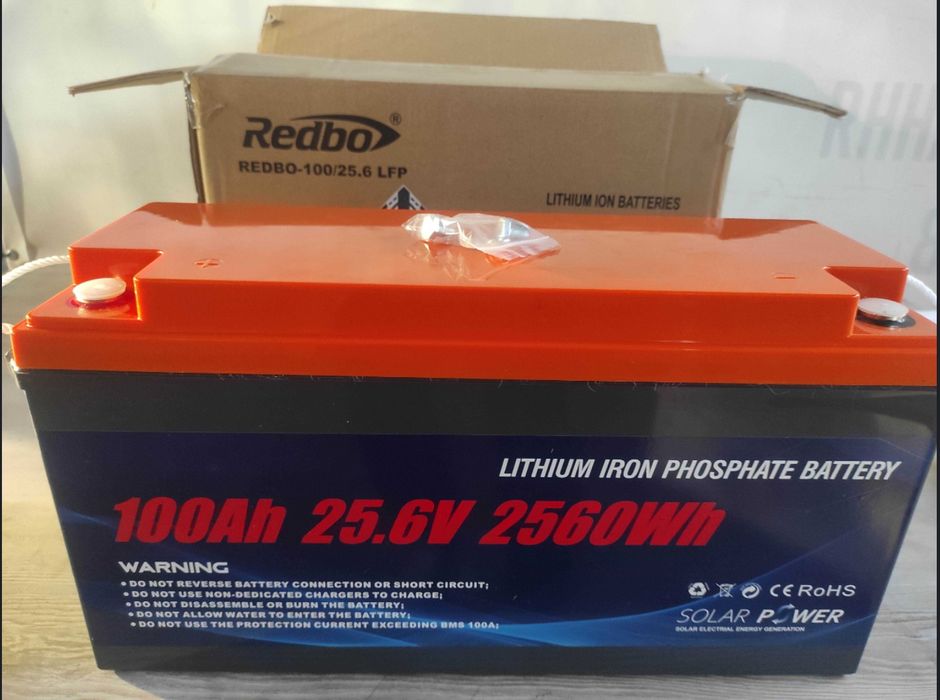 Redbo®
REDBO-100/25.6 LFP
LITHIUM ION BATTERIES
+
-
LITHIUM IRON PHOSPHATE BATTERY
100Ah 25.6V 2560Wh
WARNING
• DO NOT REVERSE BATTERY CONNECTION OR SHORT CIRCUIT;
• DO NOT USE NON-DEDICATED CHARGERS TO CHARGE;
• DO NOT DISASSEMBLE OR BURN THE BATTERY;
• DO NOT ALLOW WATER TO ENTER THE BATTERY;
• DO NOT USE THE PROTECTION CURRENT EXCEEDING BMS 100A;
CE RoHS
SOLAR POWER
SOLAR ELECTRIAL ENERGY GENERATION